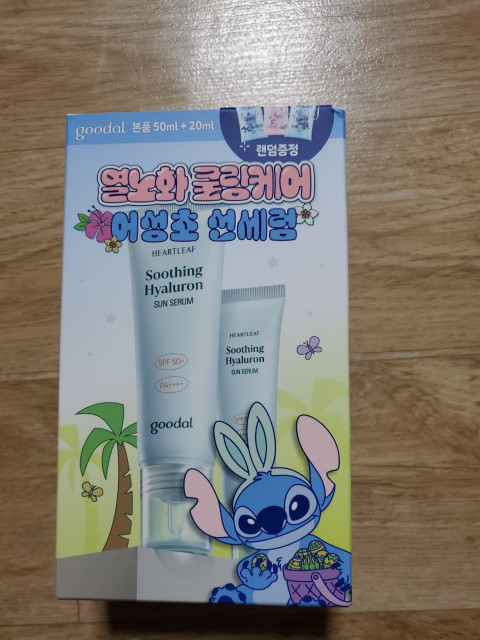 goodal 본품 50ml + 20ml
랜덤증정
열노화 쿨링케어
어성초 선세럼
HEARTLEAF
Soothing
Hyaluron
SUN SERUM
SPF 50+
PA++++
goodal
HEARTLEAF
Soothing
Hyaluron
SUN SERUM